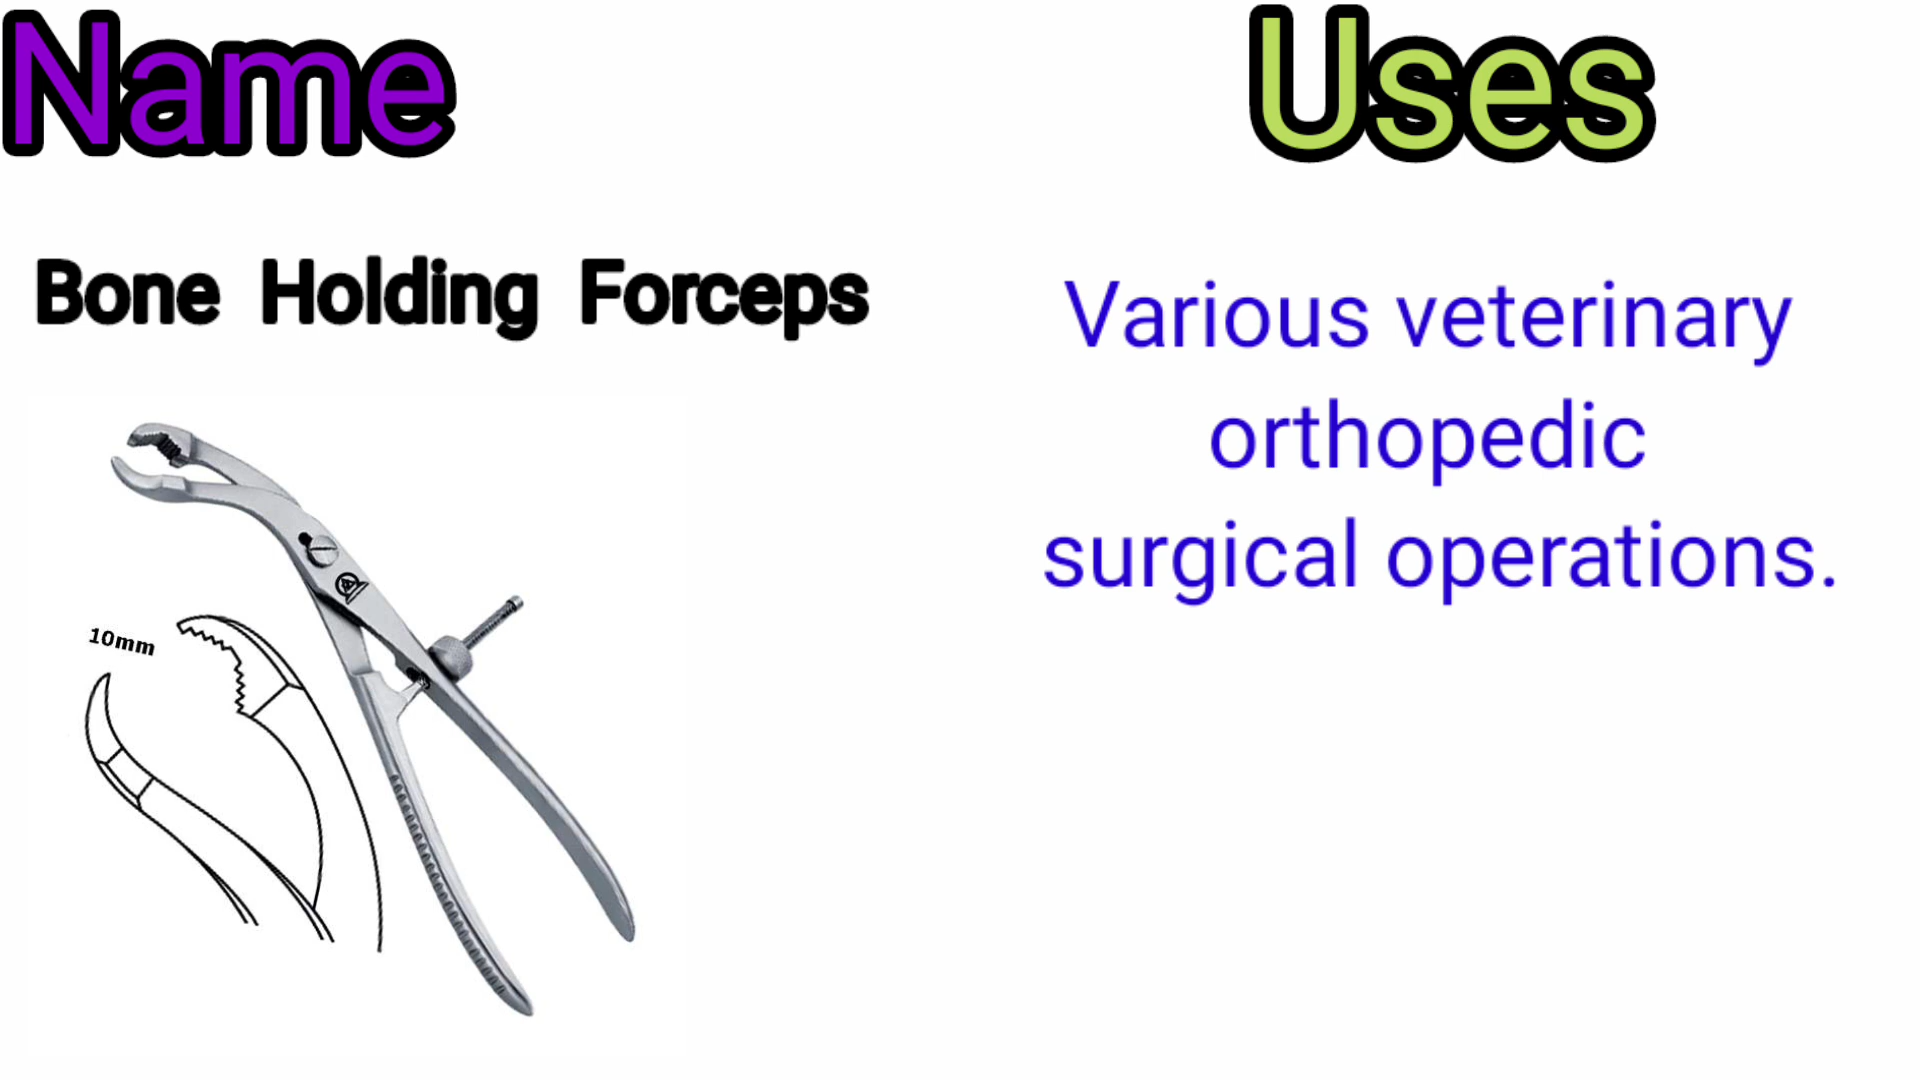 Name
Uses
Bone Holding Forceps
Various veterinary
orthopedic
surgical operations.
10mm